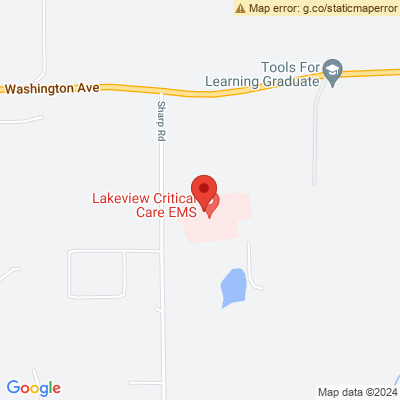 Map error: g.co/staticmaperror
Tools For
Learning Graduate
Washington Ave
Sharp Rd
Lakeview Critical
Care EMS
Google
Map data ©2024